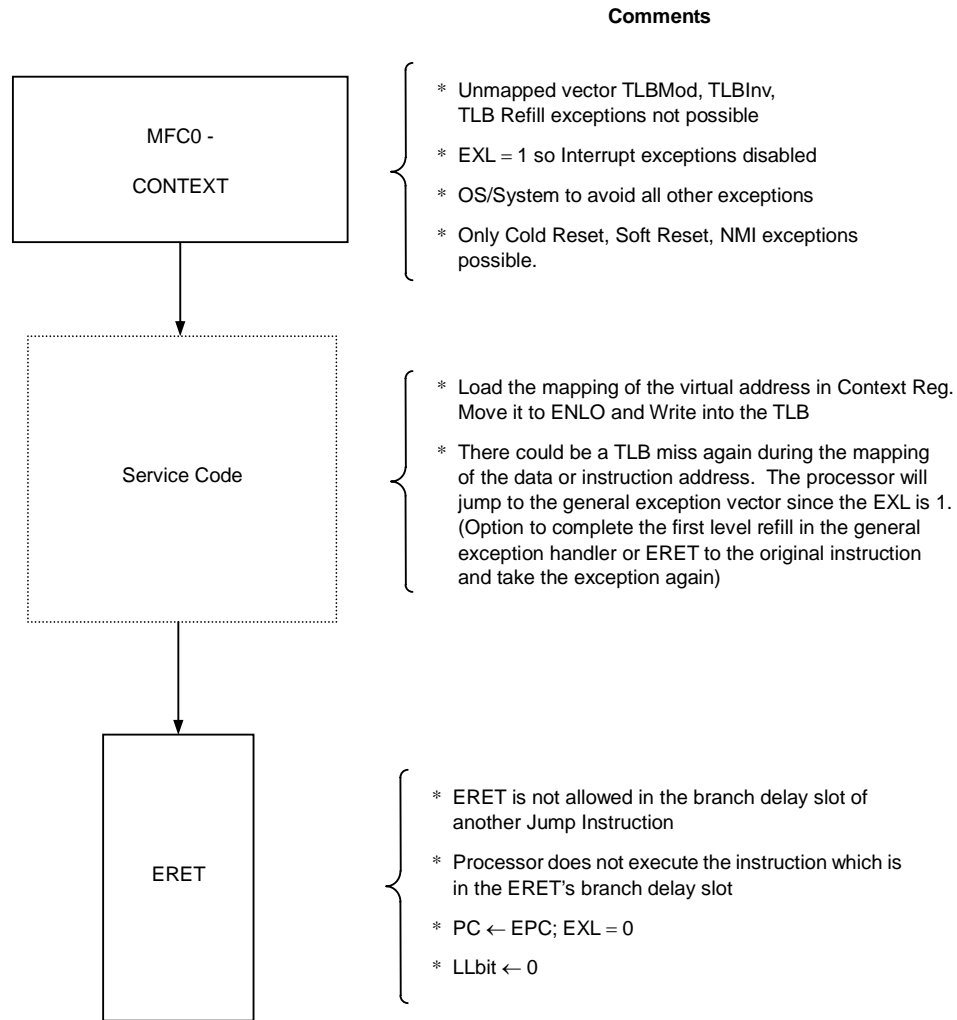 Comments
MFC0 -
CONTEXT
* Unmapped vector TLBMod, TLBInv,
TLB Refill exceptions not possible
* EXL = 1 so Interrupt exceptions disabled
* OS/System to avoid all other exceptions
* Only Cold Reset, Soft Reset, NMI exceptions
possible.
Service Code
* Load the mapping of the virtual address in Context Reg.
Move it to ENLO and Write into the TLB
* There could be a TLB miss again during the mapping
of the data or instruction address. The processor will
jump to the general exception vector since the EXL is 1.
(Option to complete the first level refill in the general
exception handler or ERET to the original instruction
and take the exception again)
ERET
* ERET is not allowed in the branch delay slot of
another Jump Instruction
* Processor does not execute the instruction which is
in the ERET's branch delay slot
* PC ← EPC; EXL = 0
* LLbit ← 0